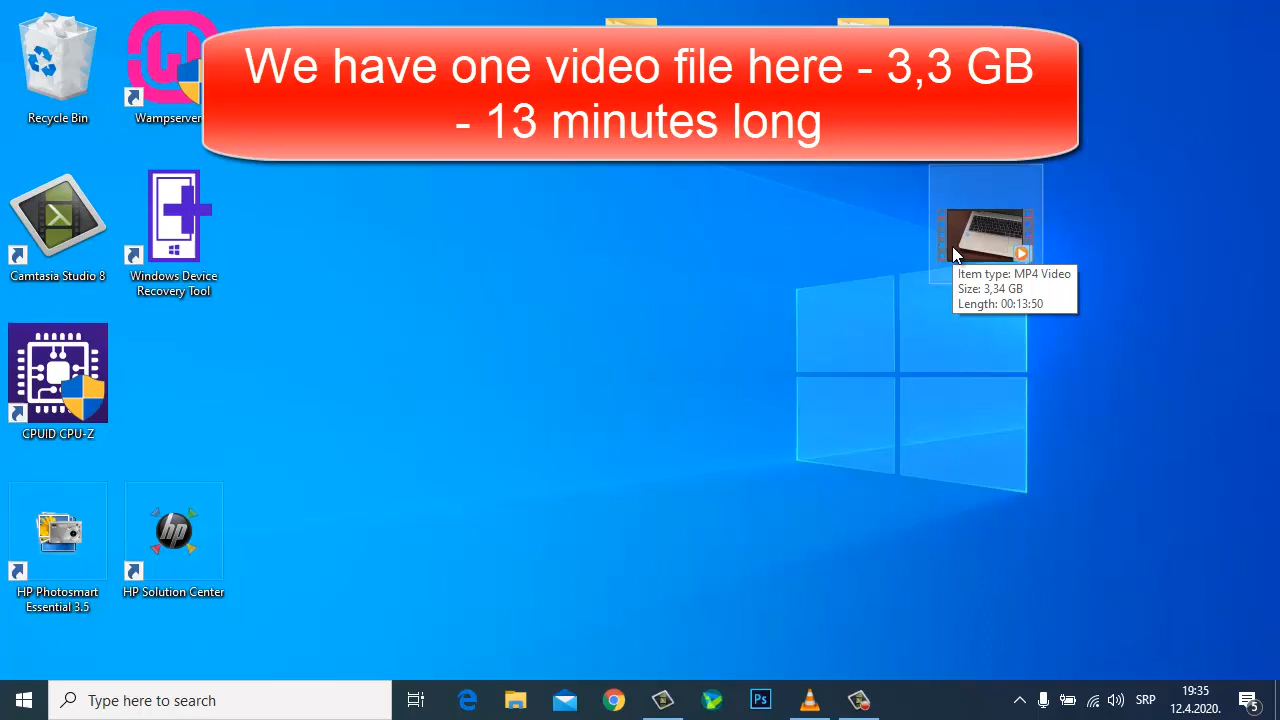 We have one video file here - 3,3 GB
- 13 minutes long
Recycle Bin
Wampserver
Item type: MP4 Video
Size: 3,34 GB
Length: 00:13:50
Camtasia Studio 8
Windows Device
Recovery Tool
CPUID CPU-Z
HP Photosmart
Essential 3.5
hp
HP Solution Center
Type here to search
Ps
SRP
19:35
12.4.2020.
5